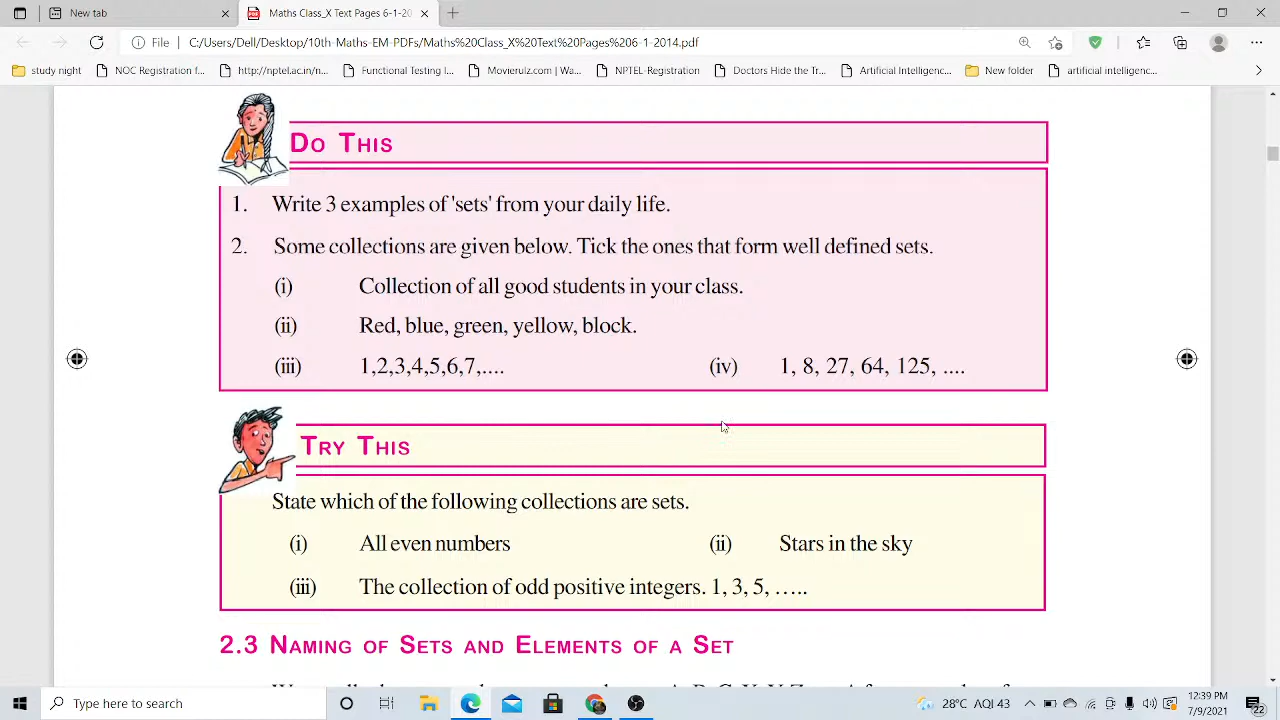 New tab
Maths Class_X Text Pages 6-1-20
File
C:/Users/Dell/Desktop/10th-Maths-EM-PDFs/Maths%20Class_X%20Text%20Pages%206-1-2014.pdf
study night
NOC Registration f...
http://nptel.ac.in/n...
Functional Testing I...
Movierulz.com | Wa...
NPTEL-Registration
Doctors Hide the Tr...
Artificial Intelligenc...
New folder
artificial intelligenc...
DO THIS
1. Write 3 examples of 'sets' from your daily life.
2. Some collections are given below. Tick the ones that form well defined sets.
(i) Collection of all good students in your class.
(ii) Red, blue, green, yellow, block.
(iii) 1,2,3,4,5,6,7,.... (iv) 1, 8, 27, 64, 125, ....
TRY THIS
State which of the following collections are sets.
(i) All even numbers (ii) Stars in the sky
(iii) The collection of odd positive integers. 1, 3, 5, .....
2.3 NAMING OF SETS AND ELEMENTS OF A SET
Type here to search
28°C AQI 43
12:39 PM
7/9/2021
22